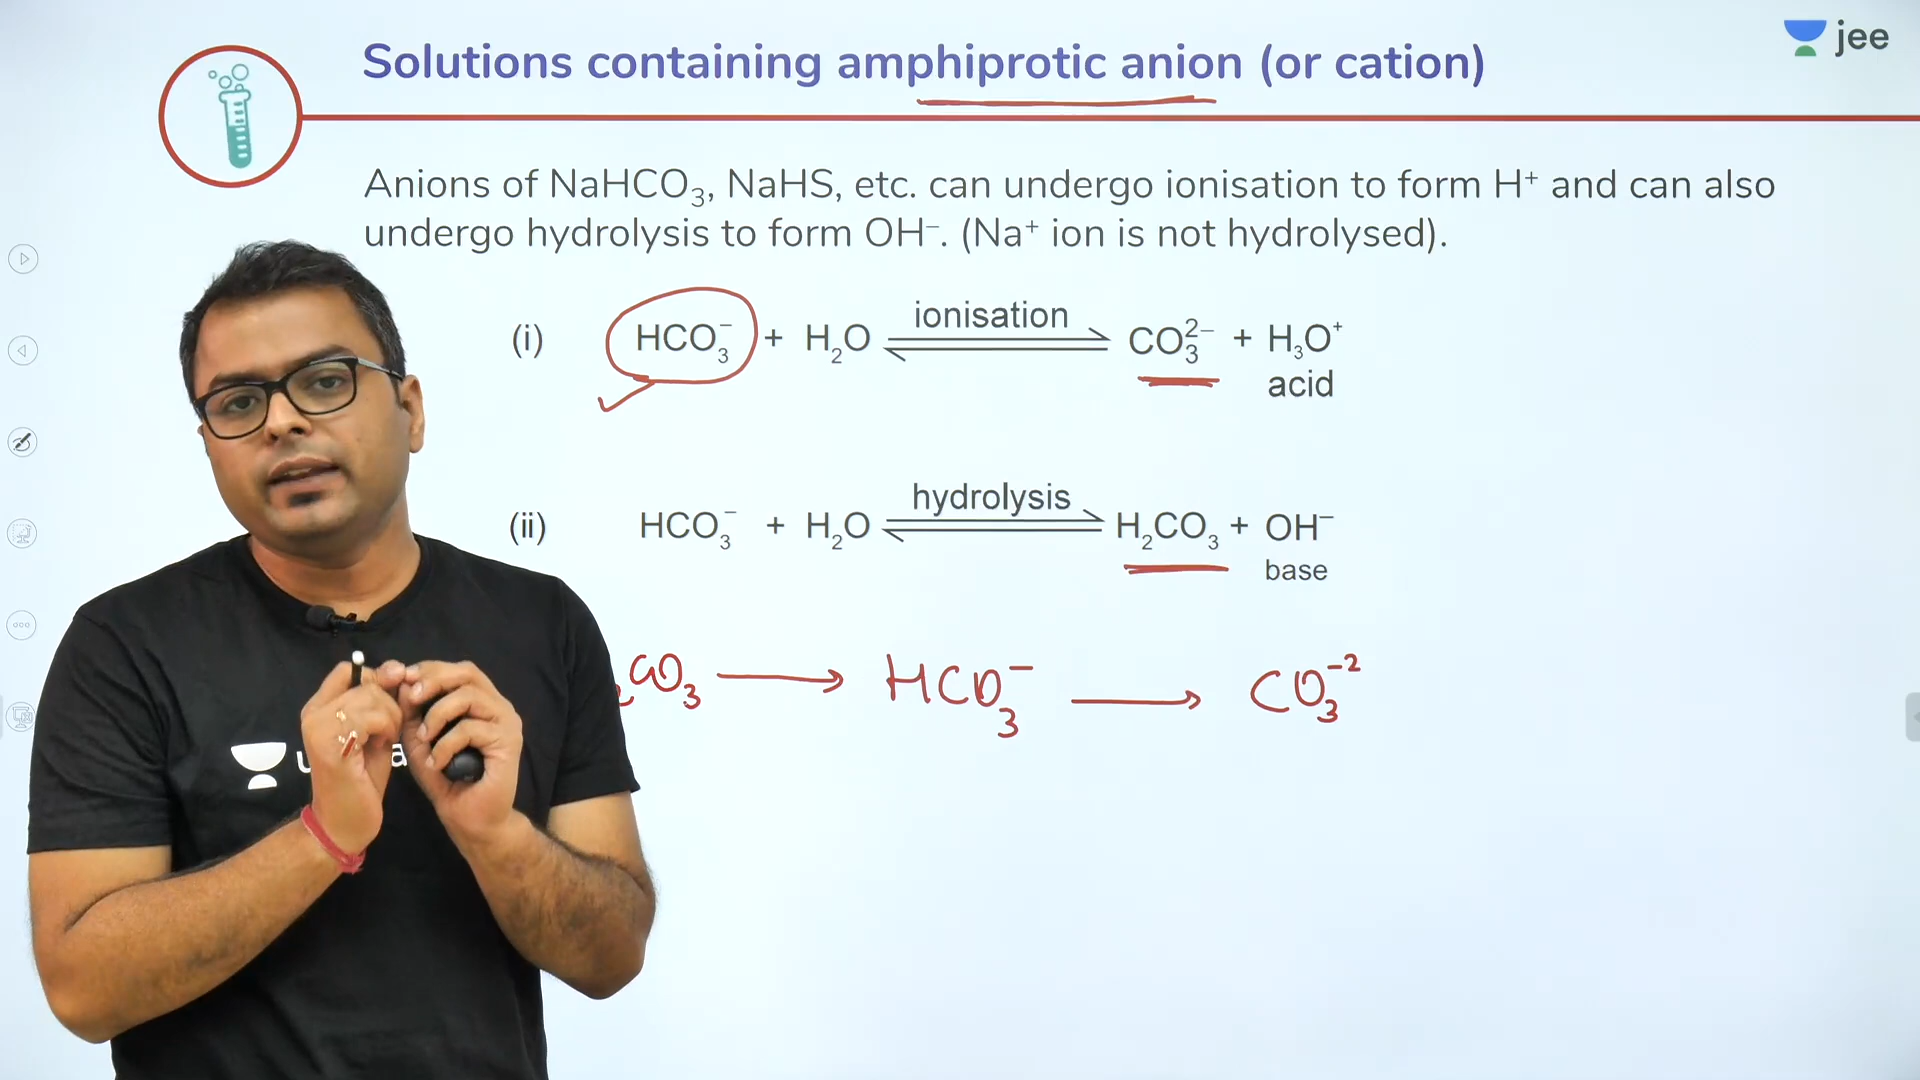 Solutions containing amphiprotic anion (or cation)
jee
Anions of NaHCO₃, NaHS, etc. can undergo ionisation to form H⁺ and can also
undergo hydrolysis to form OH⁻. (Na⁺ ion is not hydrolysed).
(i) HCO₃⁻ + H₂O ionisation ⇌ CO₃²⁻ + H₃O⁺
acid
(ii) HCO₃⁻ + H₂O hydrolysis ⇌ H₂CO₃ + OH⁻
base
₂CO₃ → HCO₃⁻ → CO₃⁻²